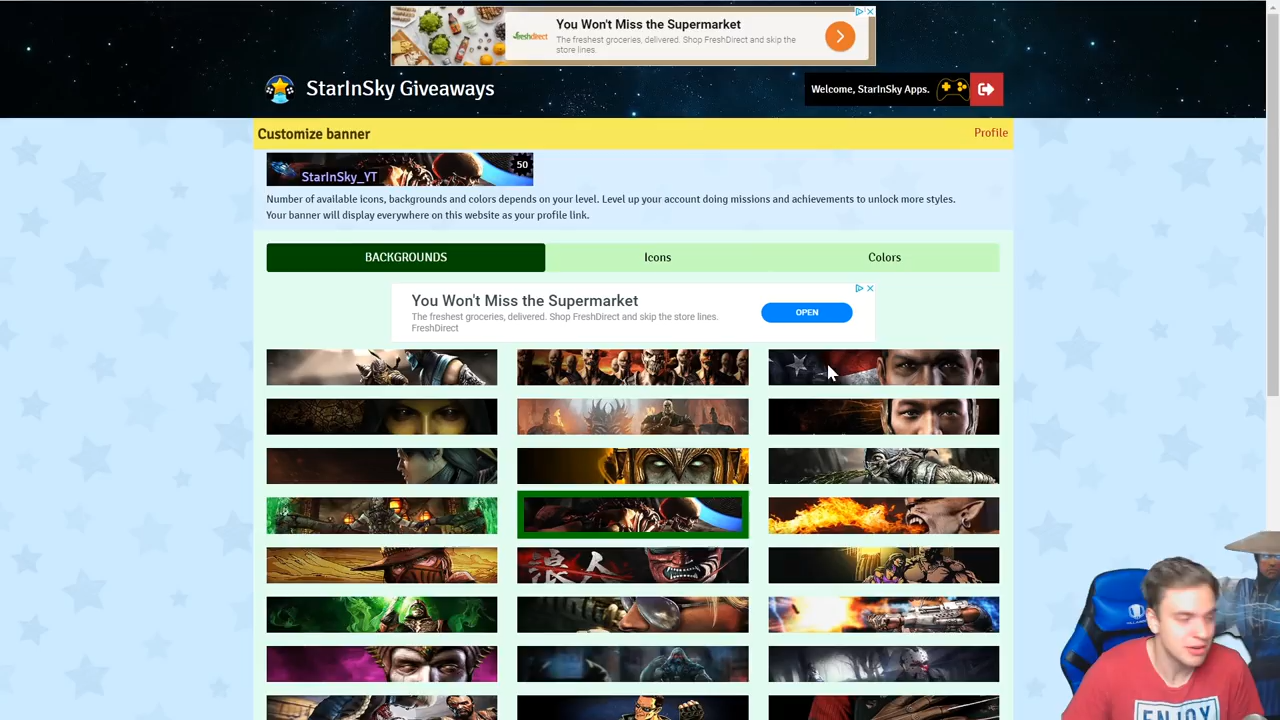 You Won't Miss the Supermarket
freshdirect
The freshest groceries, delivered. Shop FreshDirect and skip the
store lines.
StarInSky Giveaways
Welcome, StarInSky Apps.
Customize banner
Profile
50
StarInSky_YT
Number of available icons, backgrounds and colors depends on your level. Level up your account doing missions and achievements to unlock more styles.
Your banner will display everywhere on this website as your profile link.
BACKGROUNDS
Icons
Colors
You Won't Miss the Supermarket
The freshest groceries, delivered. Shop FreshDirect and skip the store lines.
FreshDirect
OPEN
浪人
ENJOY